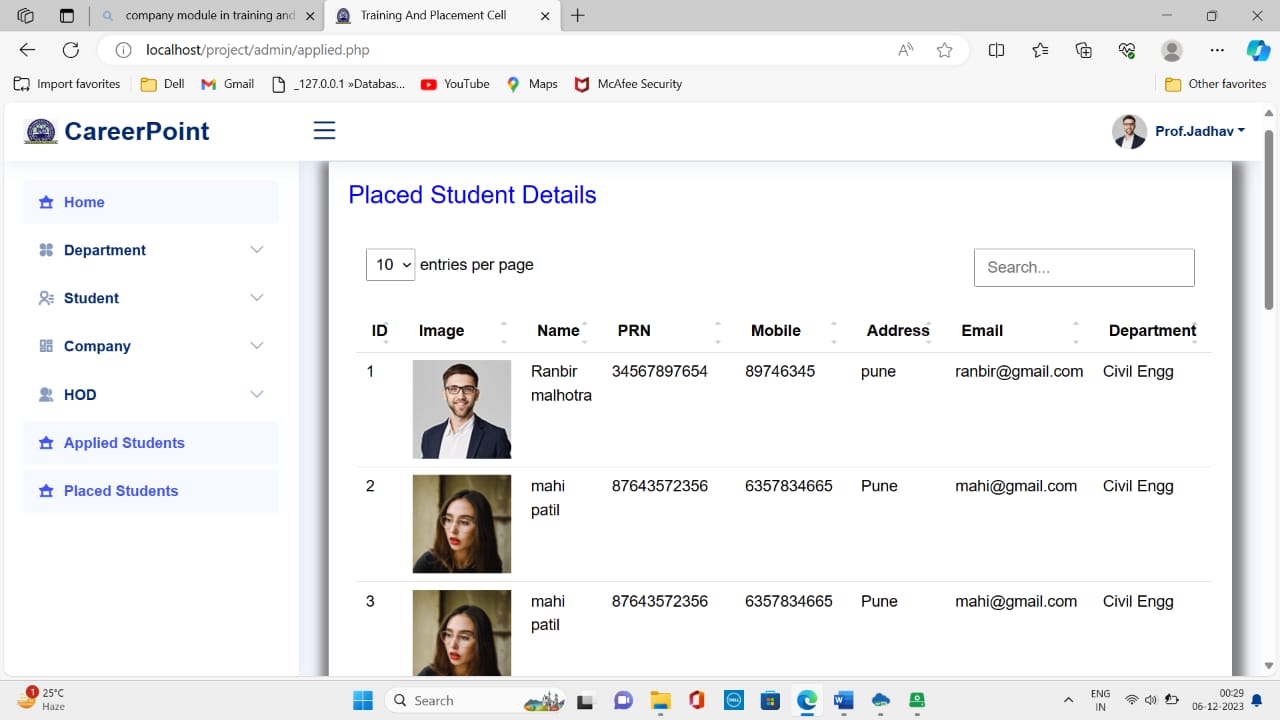 company module in training and
Training And Placement Cell
localhost/project/admin/applied.php
Import favorites
Dell
Gmail
_127.0.0.1 »Databas...
YouTube
Maps
McAfee Security
Other favorites
CareerPoint
Prof.Jadhav
Home
Department
Student
Company
HOD
Applied Students
Placed Students
Placed Student Details
10 entries per page
Search...
ID Image Name PRN Mobile Address Email Department
1 Ranbir 34567897654 89746345 pune ranbir@gmail.com Civil Engg
malhotra
2 mahi 87643572356 6357834665 Pune mahi@gmail.com Civil Engg
patil
3 mahi 87643572356 6357834665 Pune mahi@gmail.com Civil Engg
patil
1
25°C
Haze
Search
DELL
ENG
IN
00:29
06-12-2023